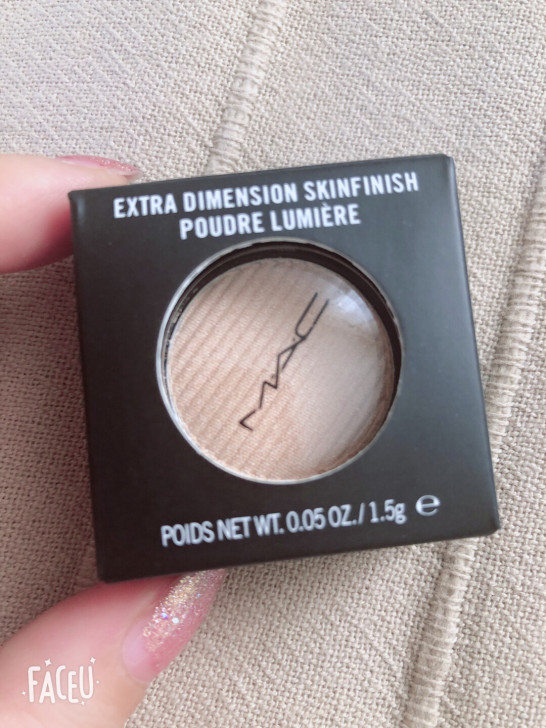 EXTRA DIMENSION SKINFINISH
POUDRE LUMIÈRE
MAC
POIDS NET WT. 0.05 OZ./1.5g ℮
FACEU